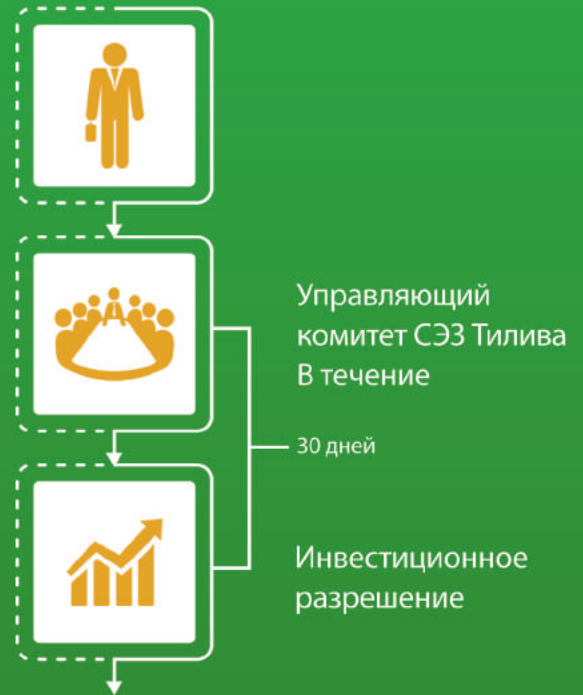 Управляющий
комитет СЭЗ Тилива
В течение
30 дней
Инвестиционное
разрешение